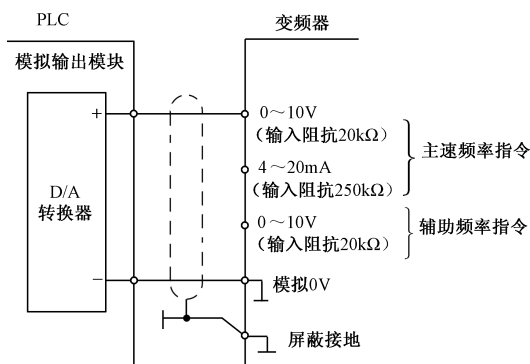 PLC
变频器
模拟输出模块
+
0～10V
(输入阻抗20kΩ)
主速频率指令
4～20mA
(输入阻抗250kΩ)
D/A
转换器
0～10V
(输入阻抗20kΩ)
辅助频率指令
−
模拟0V
屏蔽接地